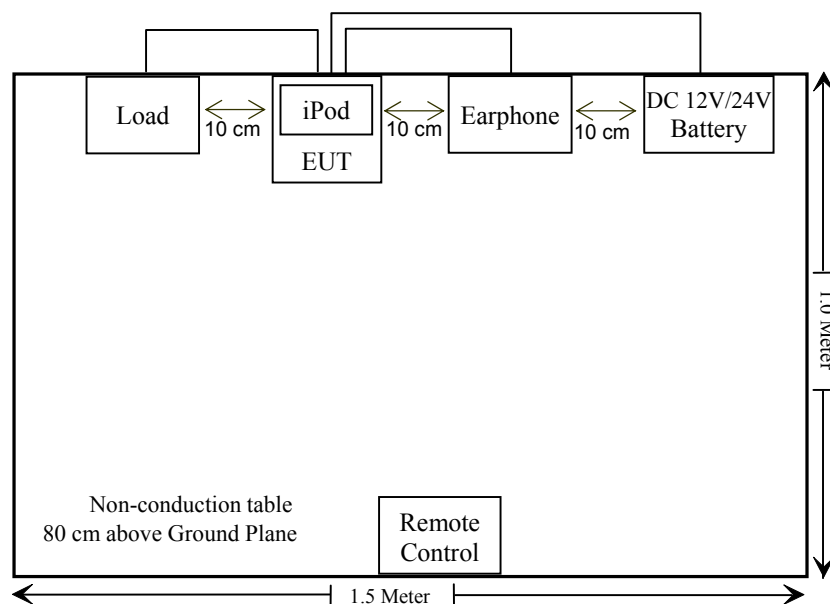 Load
10 cm
iPod
EUT
10 cm
Earphone
10 cm
DC 12V/24V
Battery
1.0 Meter
Non-conduction table
80 cm above Ground Plane
Remote
Control
1.5 Meter